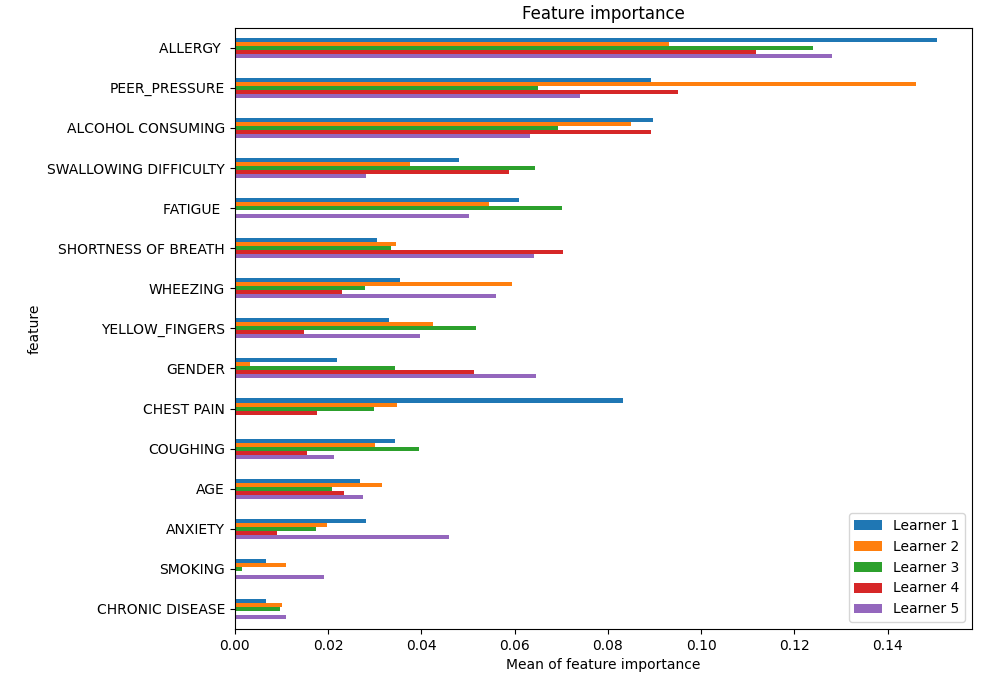 Feature importance
ALLERGY
PEER_PRESSURE
ALCOHOL CONSUMING
SWALLOWING DIFFICULTY
FATIGUE
SHORTNESS OF BREATH
WHEEZING
YELLOW_FINGERS
GENDER
CHEST PAIN
COUGHING
AGE
ANXIETY
SMOKING
CHRONIC DISEASE
feature
Learner 1
Learner 2
Learner 3
Learner 4
Learner 5
0.00 0.02 0.04 0.06 0.08 0.10 0.12 0.14
Mean of feature importance